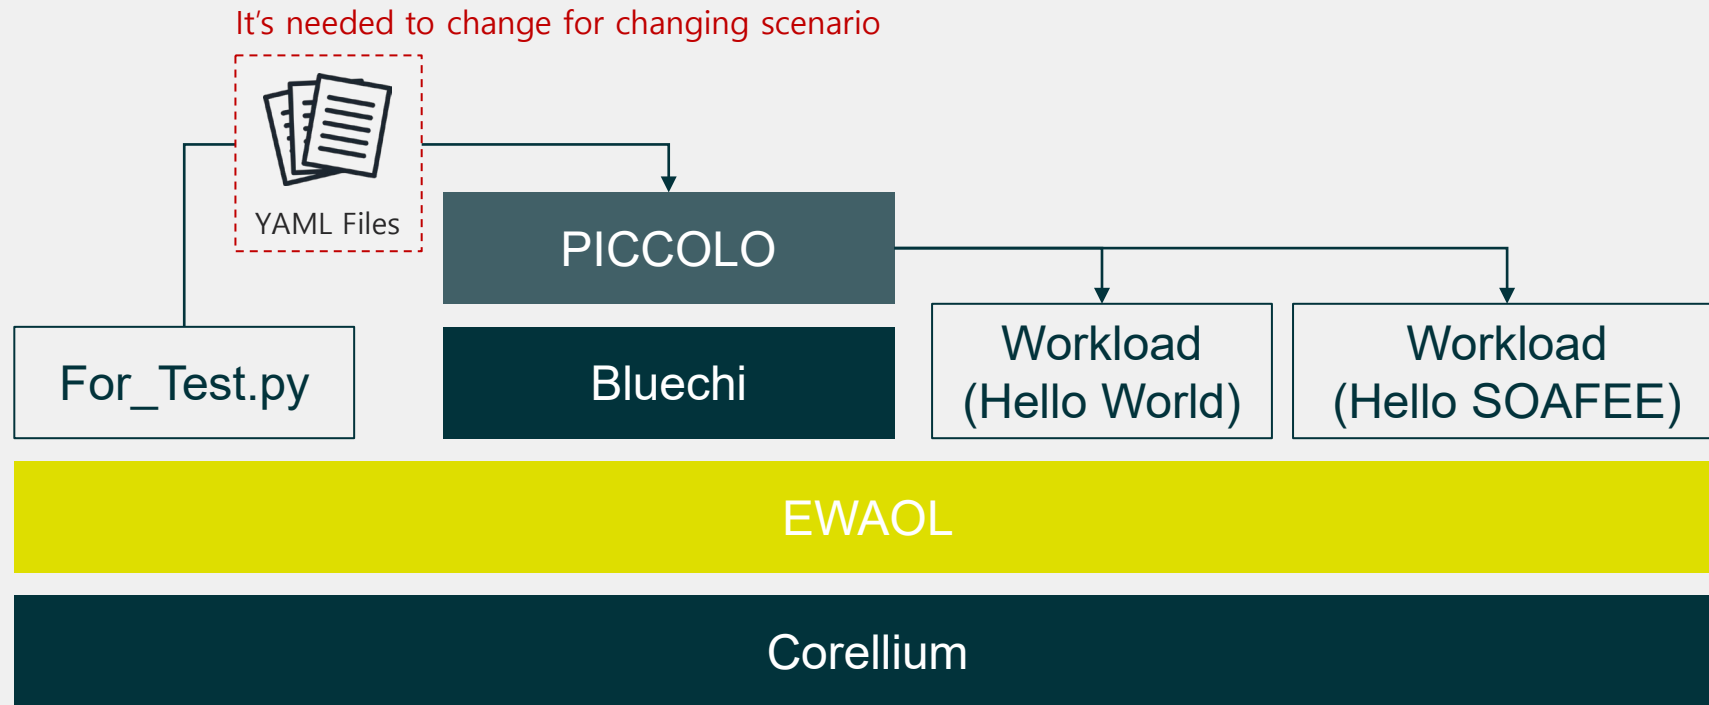 It's needed to change for changing scenario
YAML Files
PICCOLO
For_Test.py
Bluechi
Workload
(Hello World)
Workload
(Hello SOAFEE)
EWAOL
Corellium